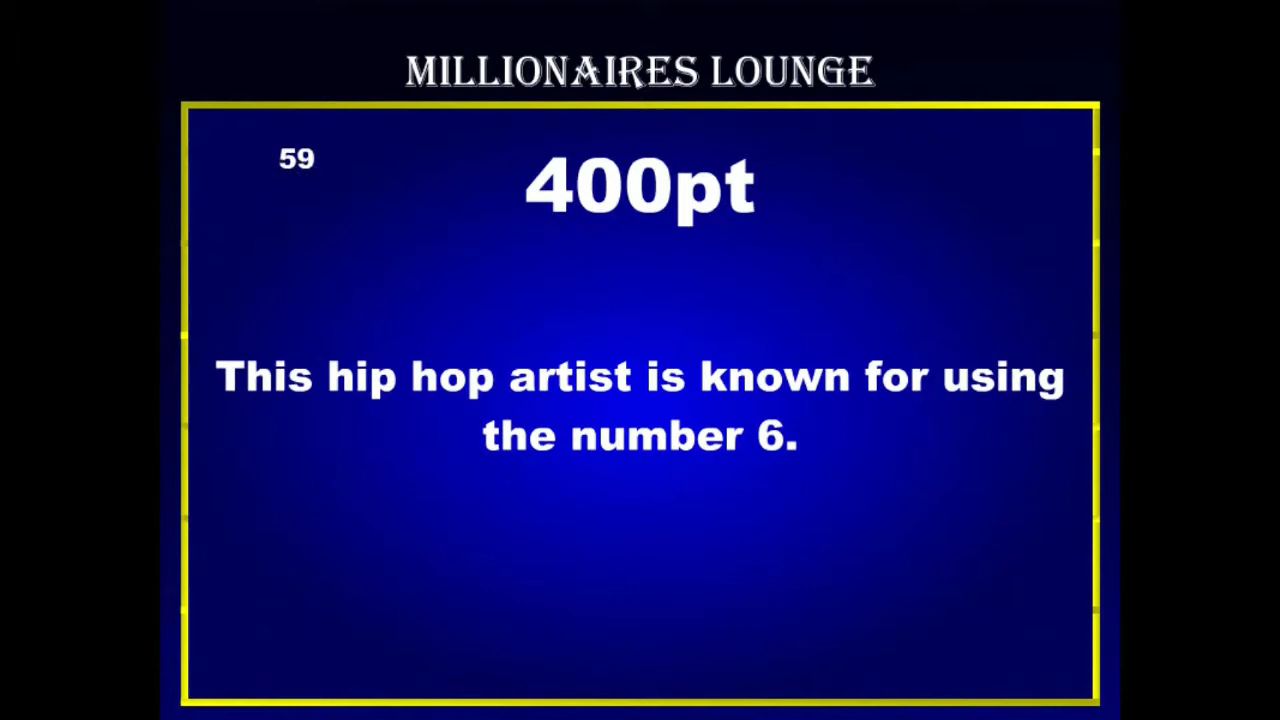 MILLIONAIRES LOUNGE
59
400pt
This hip hop artist is known for using
the number 6.